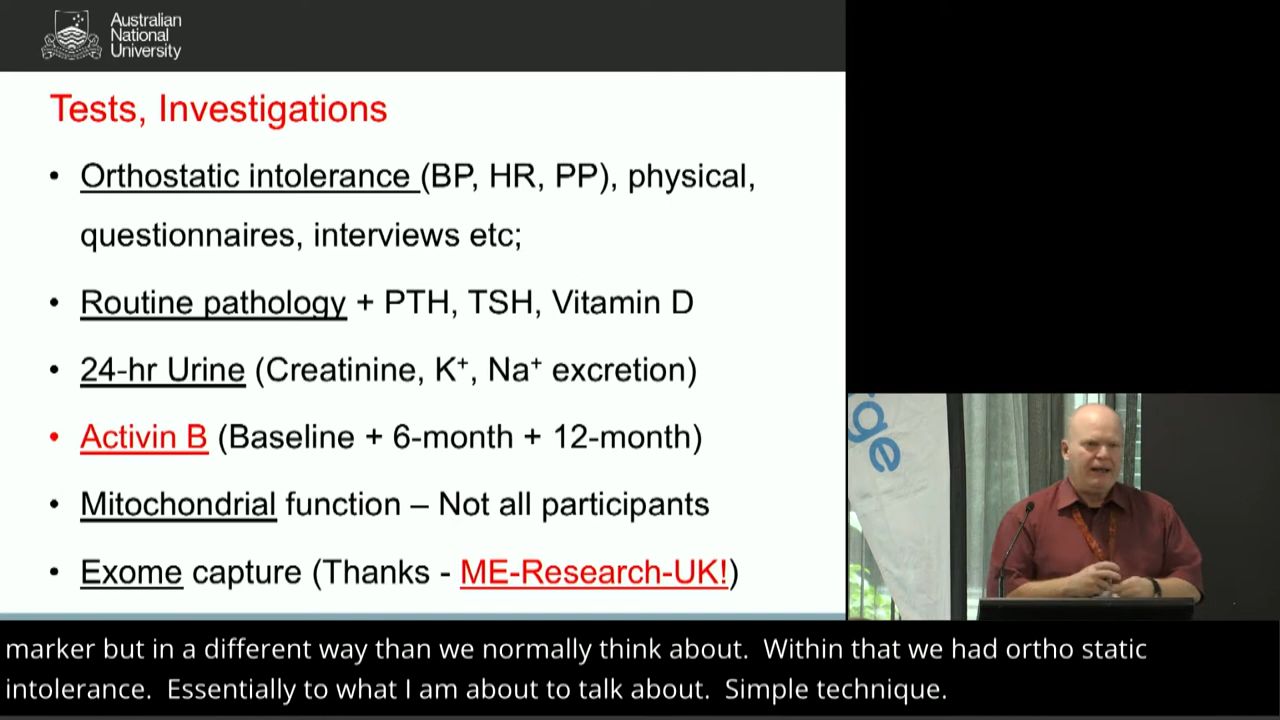 Australian
National
University
Tests, Investigations
• Orthostatic intolerance (BP, HR, PP), physical,
questionnaires, interviews etc;
• Routine pathology + PTH, TSH, Vitamin D
• 24-hr Urine (Creatinine, K⁺, Na⁺ excretion)
• Activin B (Baseline + 6-month + 12-month)
• Mitochondrial function – Not all participants
• Exome capture (Thanks - ME-Research-UK!)
rge
marker but in a different way than we normally think about.  Within that we had ortho static
intolerance.  Essentially to what I am about to talk about.  Simple technique.